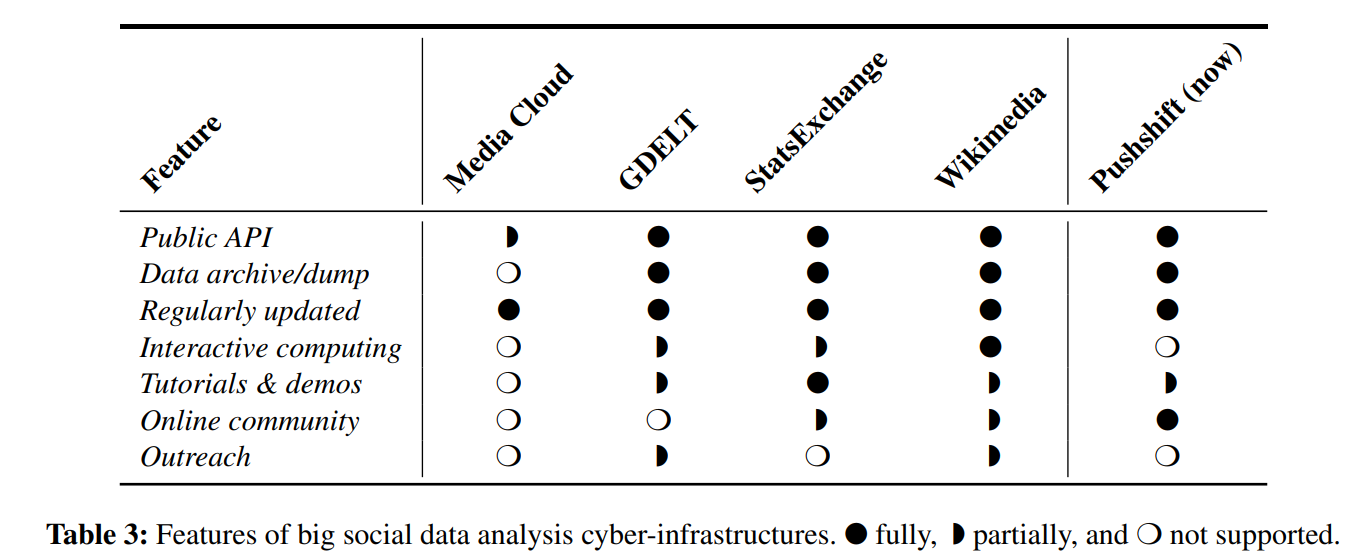 Feature Media Cloud GDELT StatsExchange Wikimedia Pushshift (now)
Public API ◗ ● ● ● ●
Data archive/dump ❍ ● ● ● ●
Regularly updated ● ● ● ● ●
Interactive computing ❍ ◗ ◗ ● ❍
Tutorials & demos ❍ ◗ ● ◗ ◗
Online community ❍ ❍ ◗ ◗ ●
Outreach ❍ ◗ ❍ ◗ ❍
Table 3: Features of big social data analysis cyber-infrastructures. ● fully, ◗ partially, and ❍ not supported.